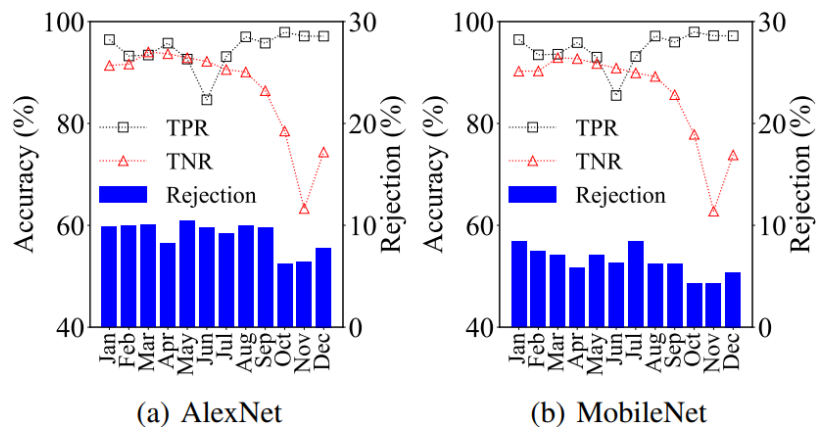 100
80
60
40
Accuracy (%)
TPR
TNR
Rejection
30
20
10
0
Rejection (%)
Jan
Feb
Mar
Apr
May
Jun
Jul
Aug
Sep
Oct
Nov
Dec
(a) AlexNet
100
80
60
40
Accuracy (%)
TPR
TNR
Rejection
30
20
10
0
Rejection (%)
Jan
Feb
Mar
Apr
May
Jun
Jul
Aug
Sep
Oct
Nov
Dec
(b) MobileNet